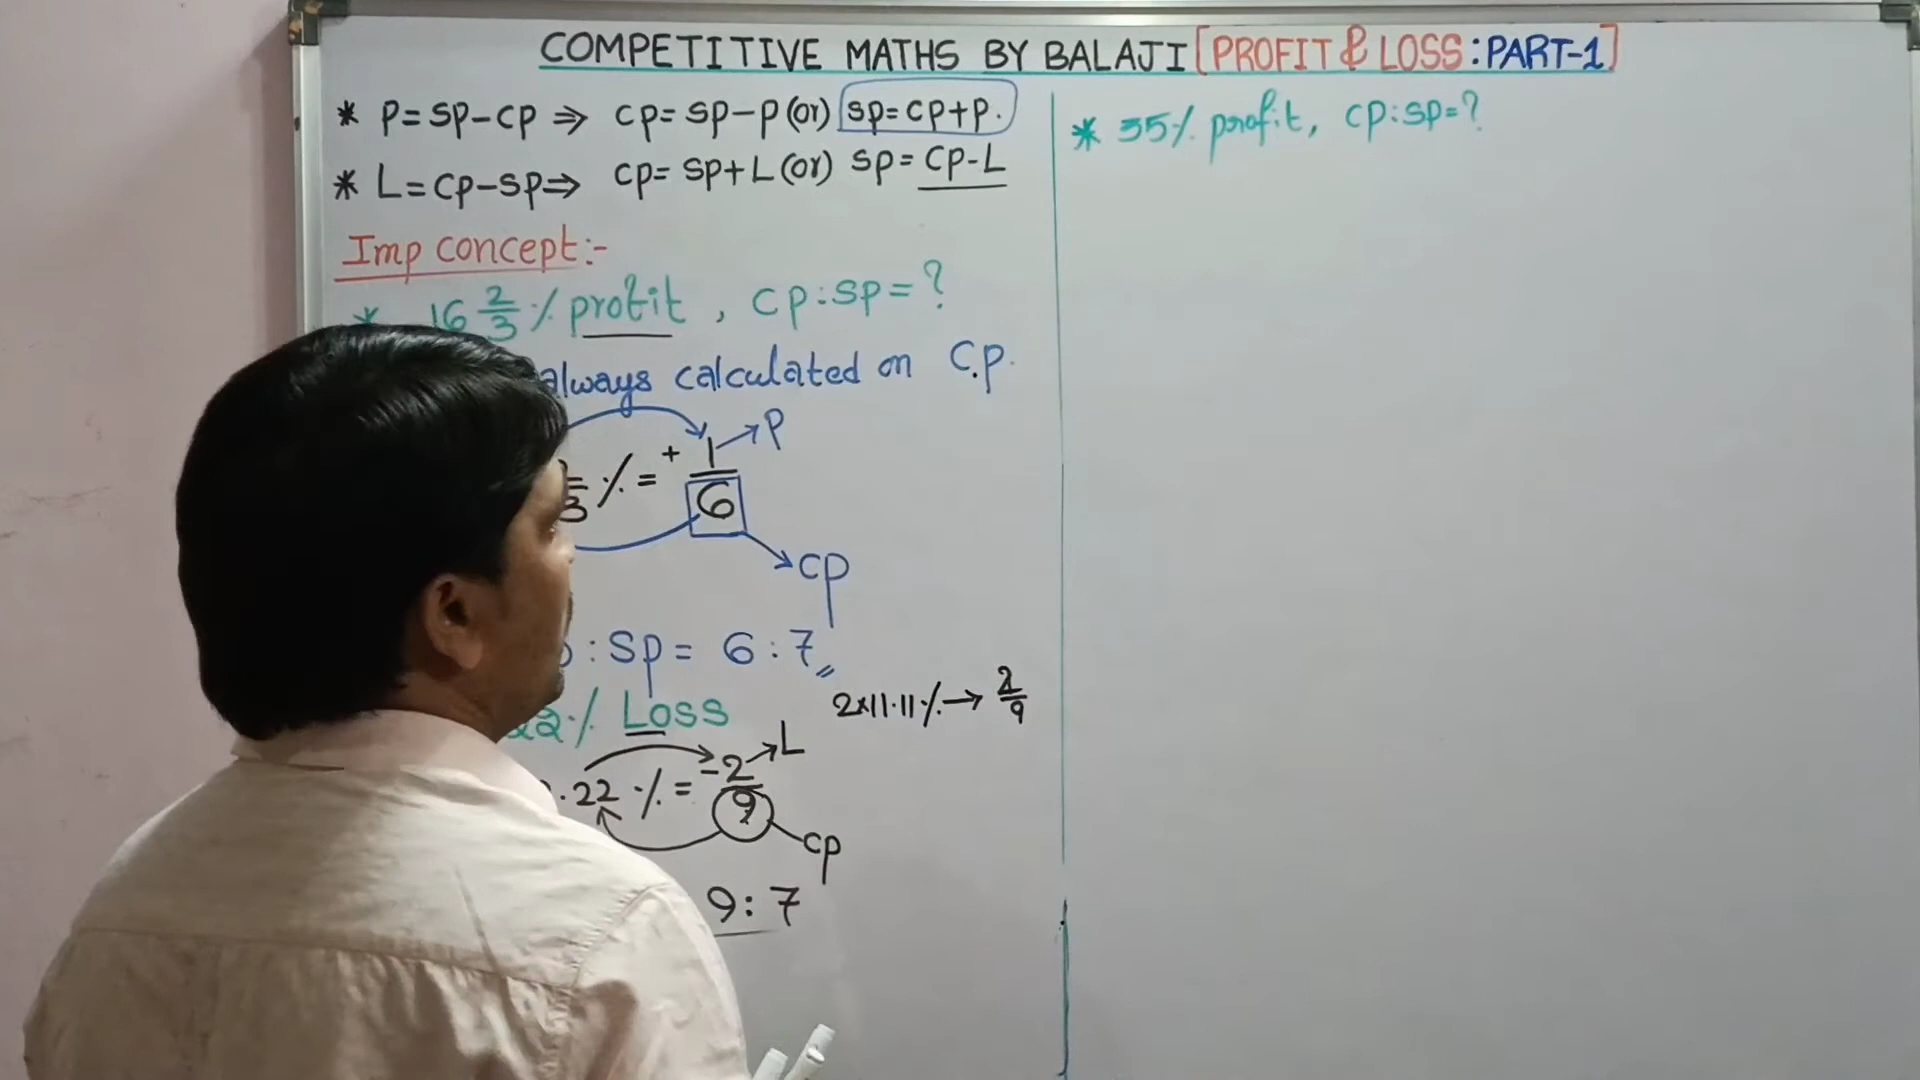 COMPETITIVE MATHS BY BALAJI [PROFIT & LOSS: PART-1]
* P=SP-CP ⇒ CP= SP-P (or) SP=CP+P.
* L=CP-SP ⇒ CP= SP+L (or) SP= CP-L
Imp concept:-
* 16 2/3 % profit, CP:SP=?
always calculated on C.P.
/3 % = + 1/6
P
CP
: SP= 6:7
22% Loss
2×11.11% → 2/9
.22 % = -2/9
L
CP
9:7
* 35% profit, CP:SP=?